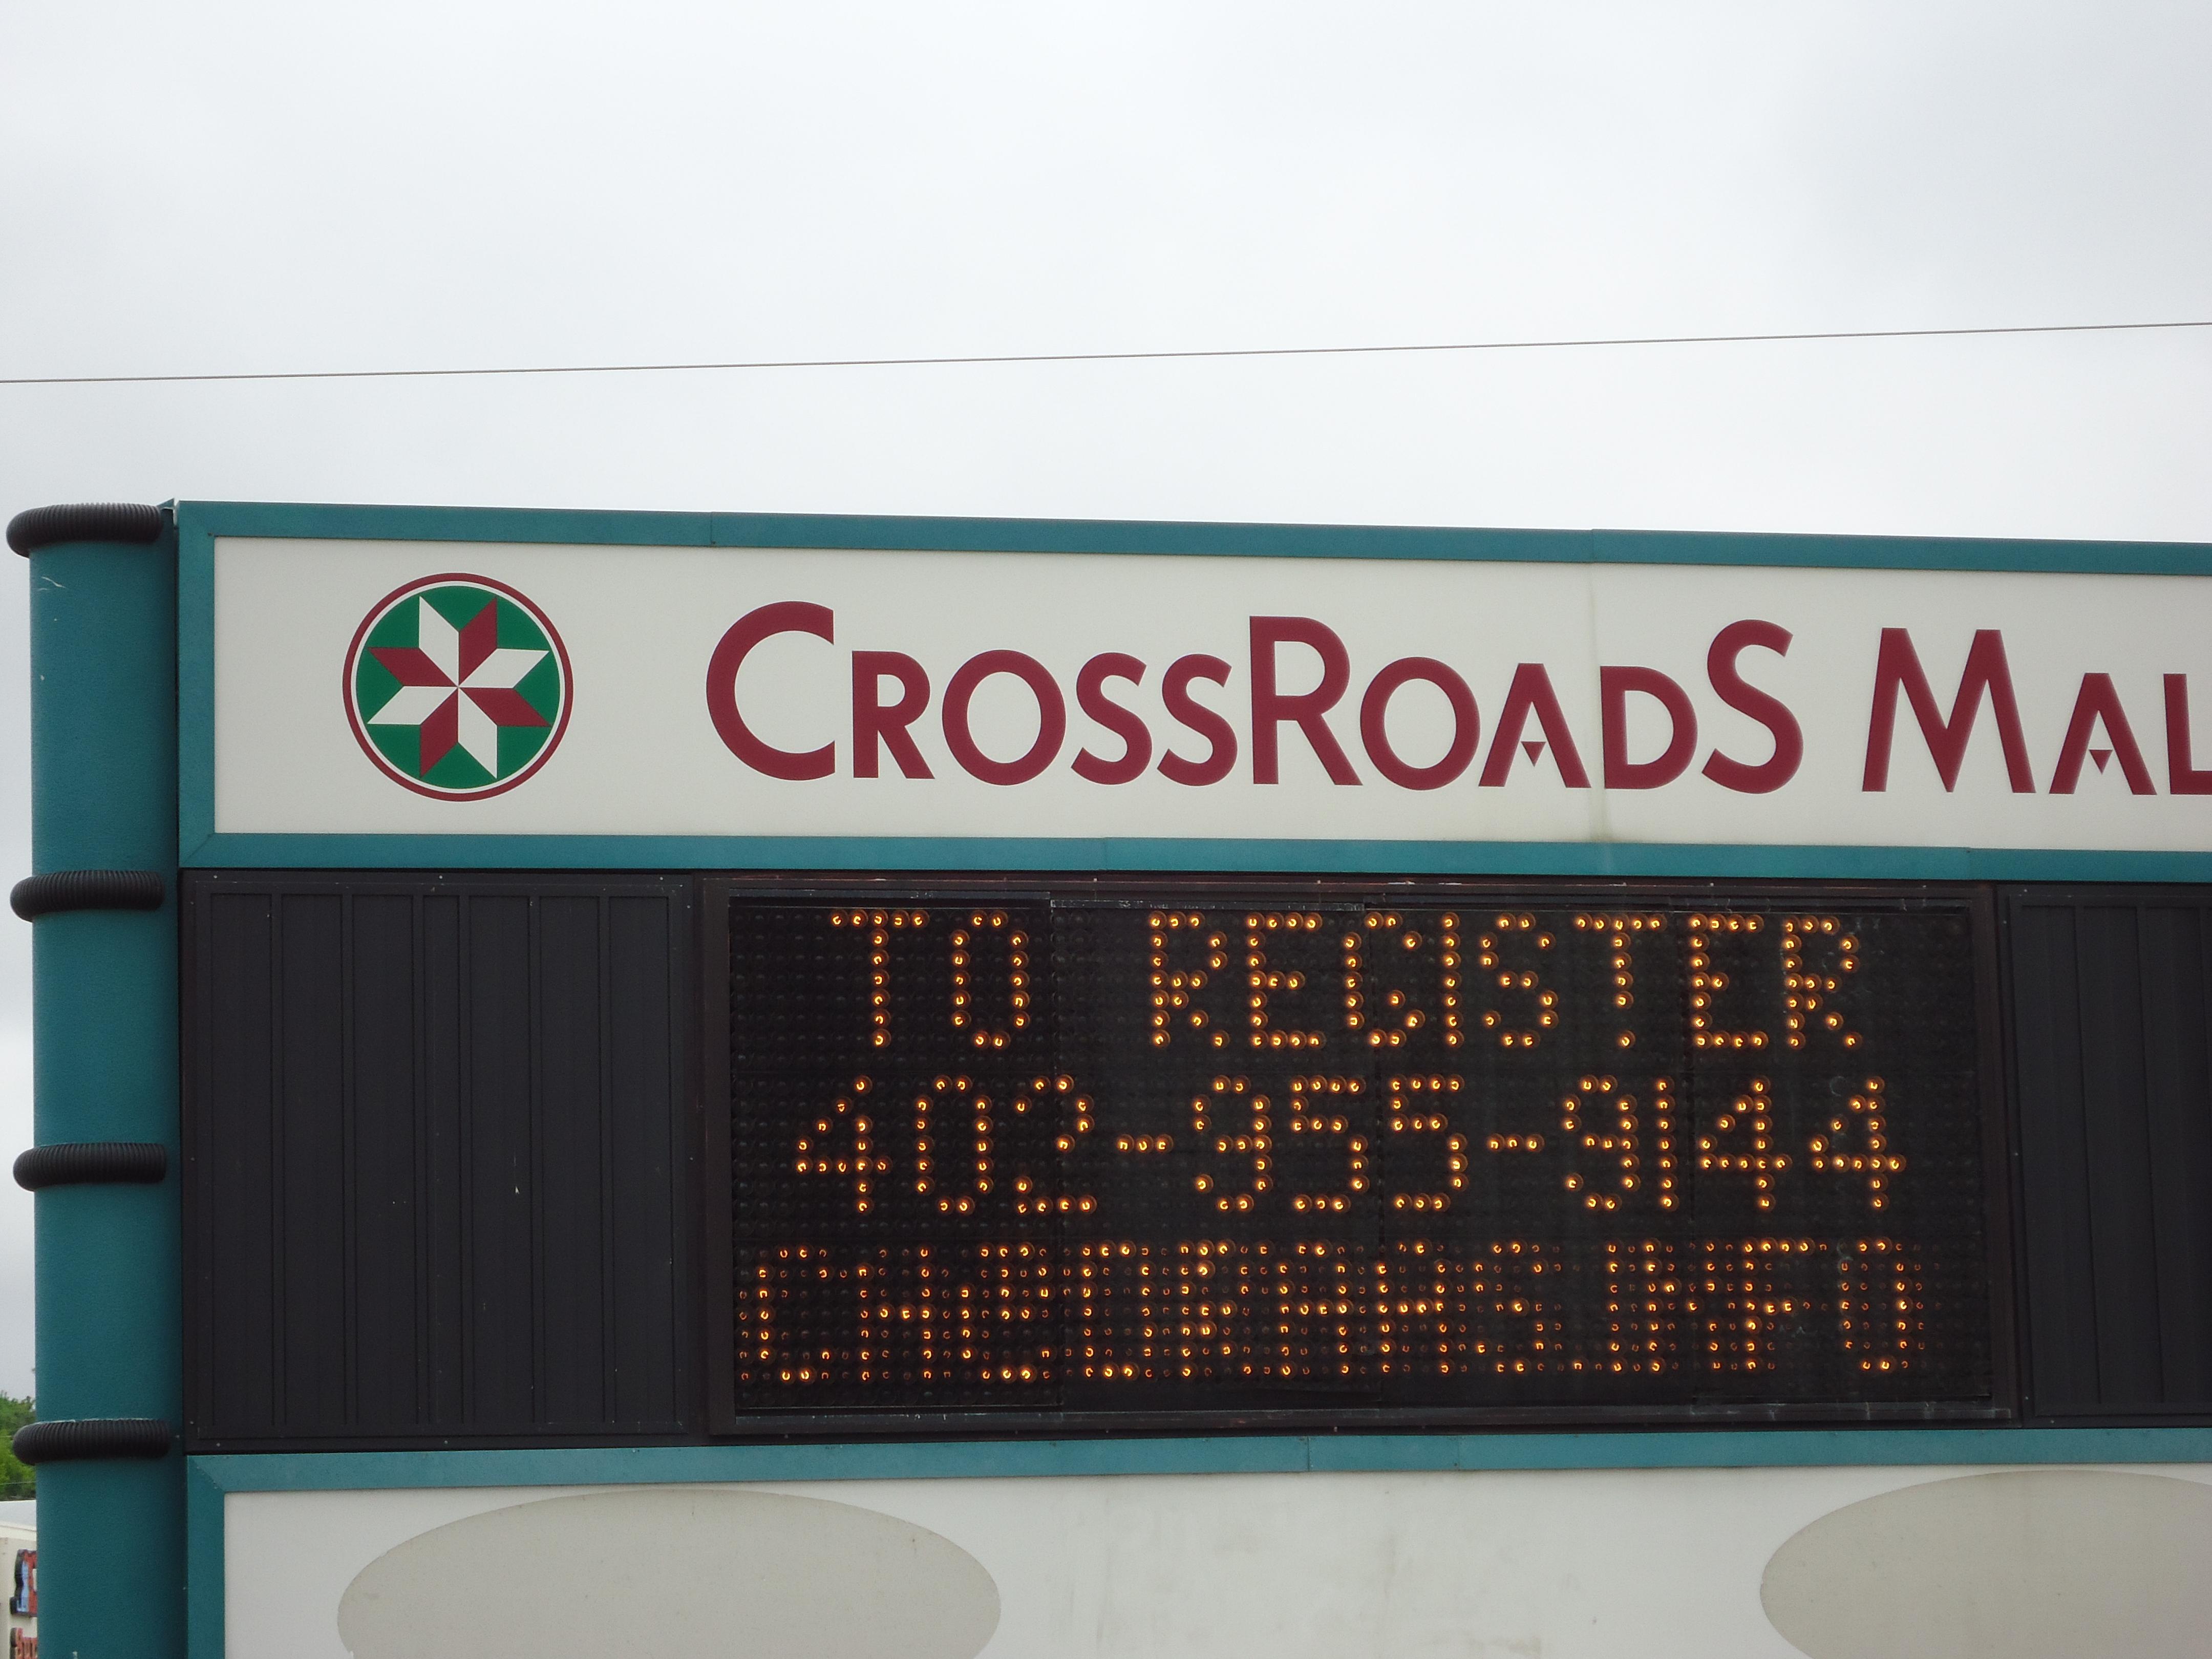 CROSSROADS MAL
TO REGISTER
402-955-9144